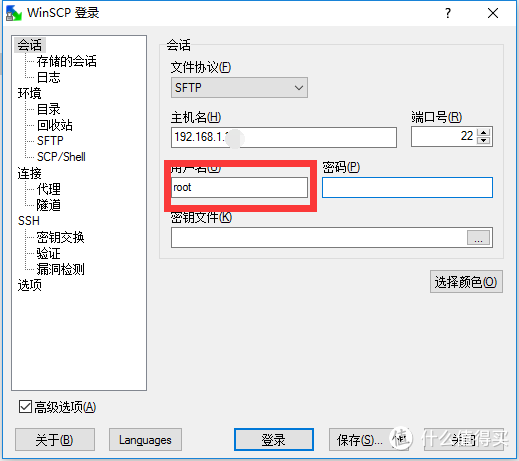 WinSCP 登录
会话
存储的会话
日志
环境
目录
回收站
SFTP
SCP/Shell
连接
代理
隧道
SSH
密钥交换
验证
漏洞检测
选项
会话
文件协议(F)
SFTP
主机名(H)
端口号(R)
192.168.1.
22
用户名(U)
密码(P)
root
密钥文件(K)
...
选择颜色(O)
高级选项(A)
关于(B)
Languages
登录
保存(S)...
关闭
值 什么值得买